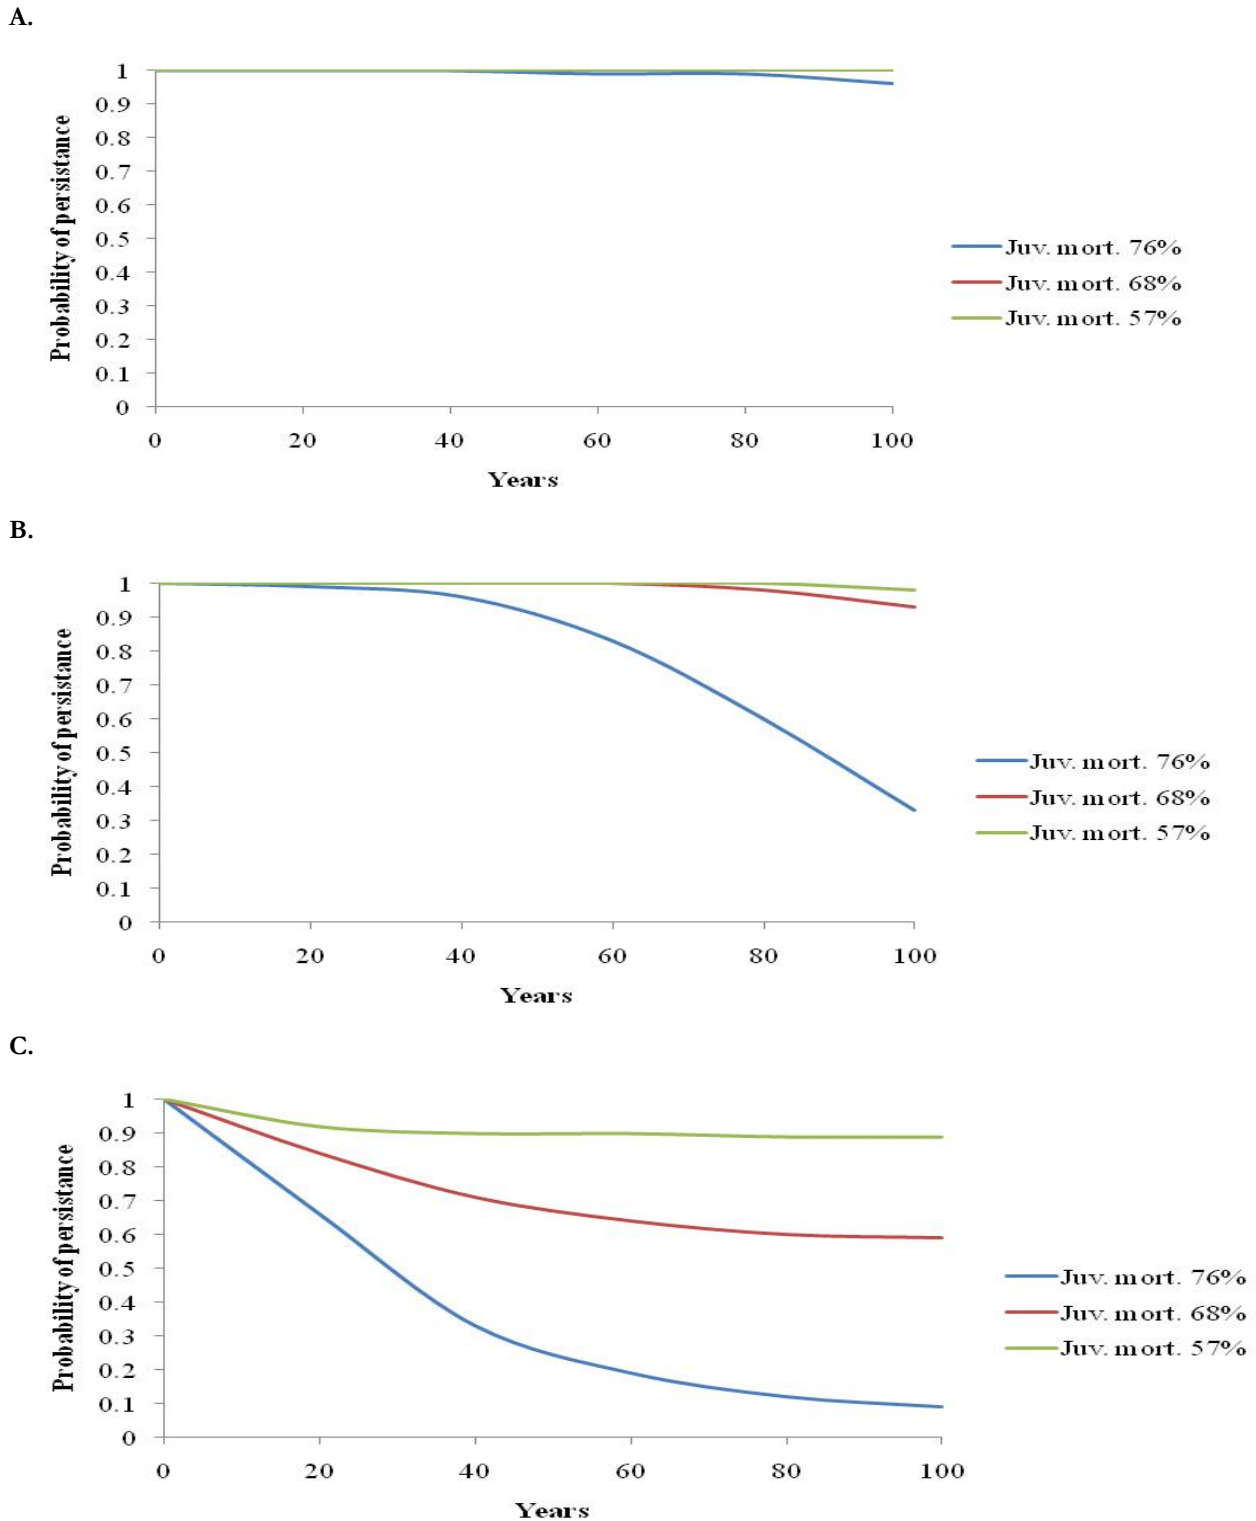 A.
1
0.9
0.8
0.7
0.6
0.5
0.4
0.3
0.2
0.1
0
Probability of persistance
0 20 40 60 80 100
Years
Juv. mort. 76%
Juv. mort. 68%
Juv. mort. 57%
B.
1
0.9
0.8
0.7
0.6
0.5
0.4
0.3
0.2
0.1
0
Probability of persistance
0 20 40 60 80 100
Years
Juv. mort. 76%
Juv. mort. 68%
Juv. mort. 57%
C.
1
0.9
0.8
0.7
0.6
0.5
0.4
0.3
0.2
0.1
0
Probability of persistance
0 20 40 60 80 100
Years
Juv. mort. 76%
Juv. mort. 68%
Juv. mort. 57%